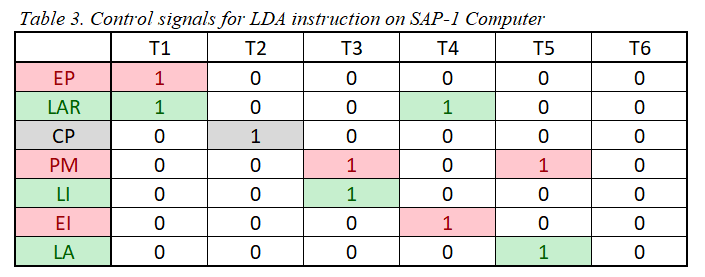 Table 3. Control signals for LDA instruction on SAP-1 Computer
T1 T2 T3 T4 T5 T6
EP 1 0 0 0 0 0
LAR 1 0 0 1 0 0
CP 0 1 0 0 0 0
PM 0 0 1 0 1 0
LI 0 0 1 0 0 0
EI 0 0 0 1 0 0
LA 0 0 0 0 1 0